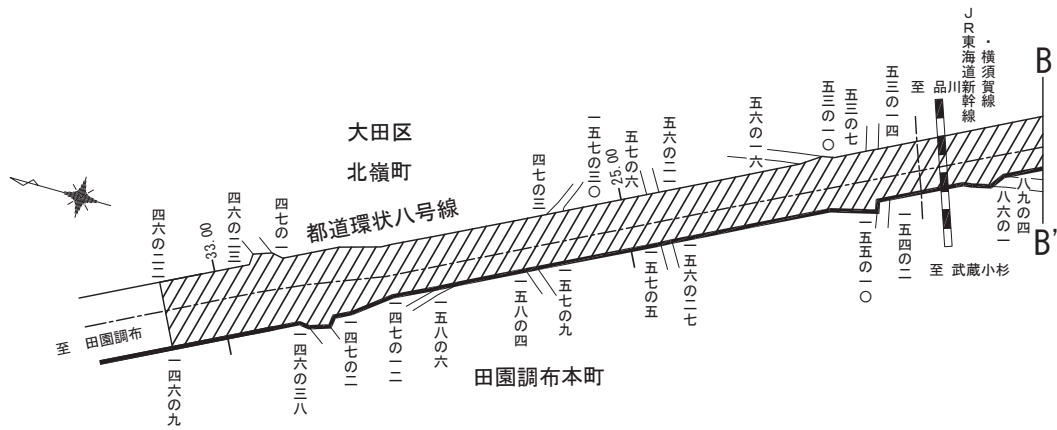 大田区
北嶺町
都道環状八号線
田園調布本町
至 田園調布
四六の二二
33.00
四六の二三
四七の一
四七の三
一五七の三〇
25.00
五七の六
五六の二一
五六の一六
五三の一〇
五三の七
五三の一四
至 品川
JR東海道新幹線
・横須賀線
B
B'
一四六の九
一四六の三八
一四七の二
一四七の一二
一五八の六
一五八の四
一五七の九
一五七の五
一五六の二七
一五五の一〇
一五四の二
至 武蔵小杉
八六の一
八九の四